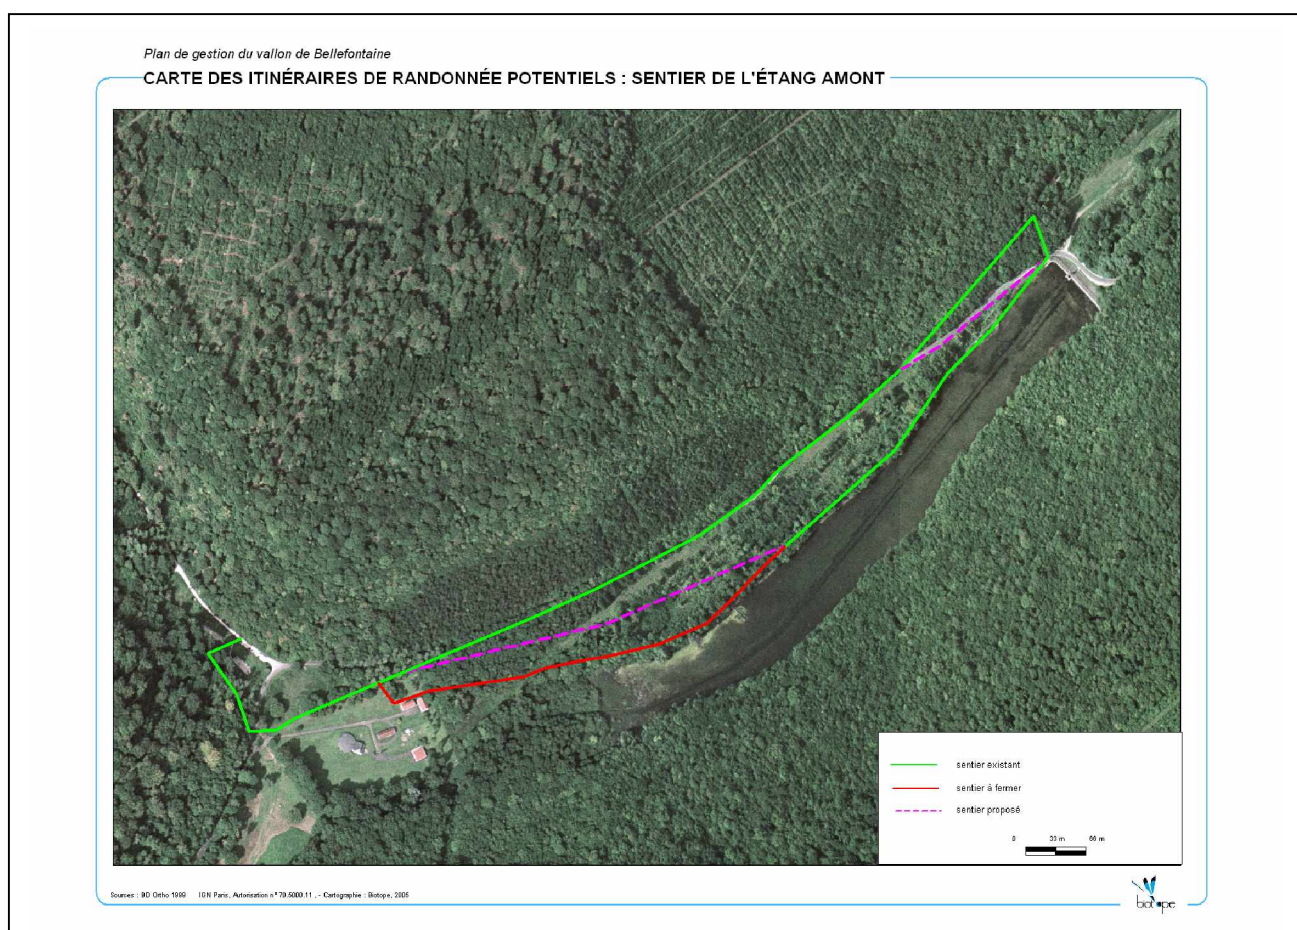 Plan de gestion du vallon de Bellefontaine
CARTE DES ITINÉRAIRES DE RANDONNÉE POTENTIELS : SENTIER DE L'ÉTANG AMONT
sentier existant
sentier à fermer
sentier proposé
0 33 m 66 m
Sources : BD Ortho 1999 IGN Paris, Autorisation n° 70.5000.11 , - Cartographie : Biotope, 2005
biotope